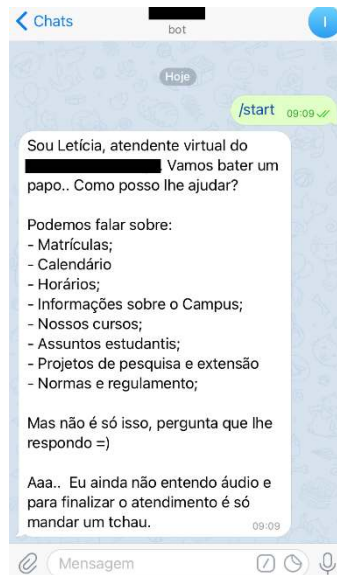 Chats
bot
I
Hoje
/start 09:09
Sou Letícia, atendente virtual do
. Vamos bater um
papo.. Como posso lhe ajudar?
Podemos falar sobre:
- Matrículas;
- Calendário
- Horários;
- Informações sobre o Campus;
- Nossos cursos;
- Assuntos estudantis;
- Projetos de pesquisa e extensão
- Normas e regulamento;
Mas não é só isso, pergunta que lhe
respondo =)
Aaa.. Eu ainda não entendo áudio e
para finalizar o atendimento é só
mandar um tchau.
09:09
Mensagem